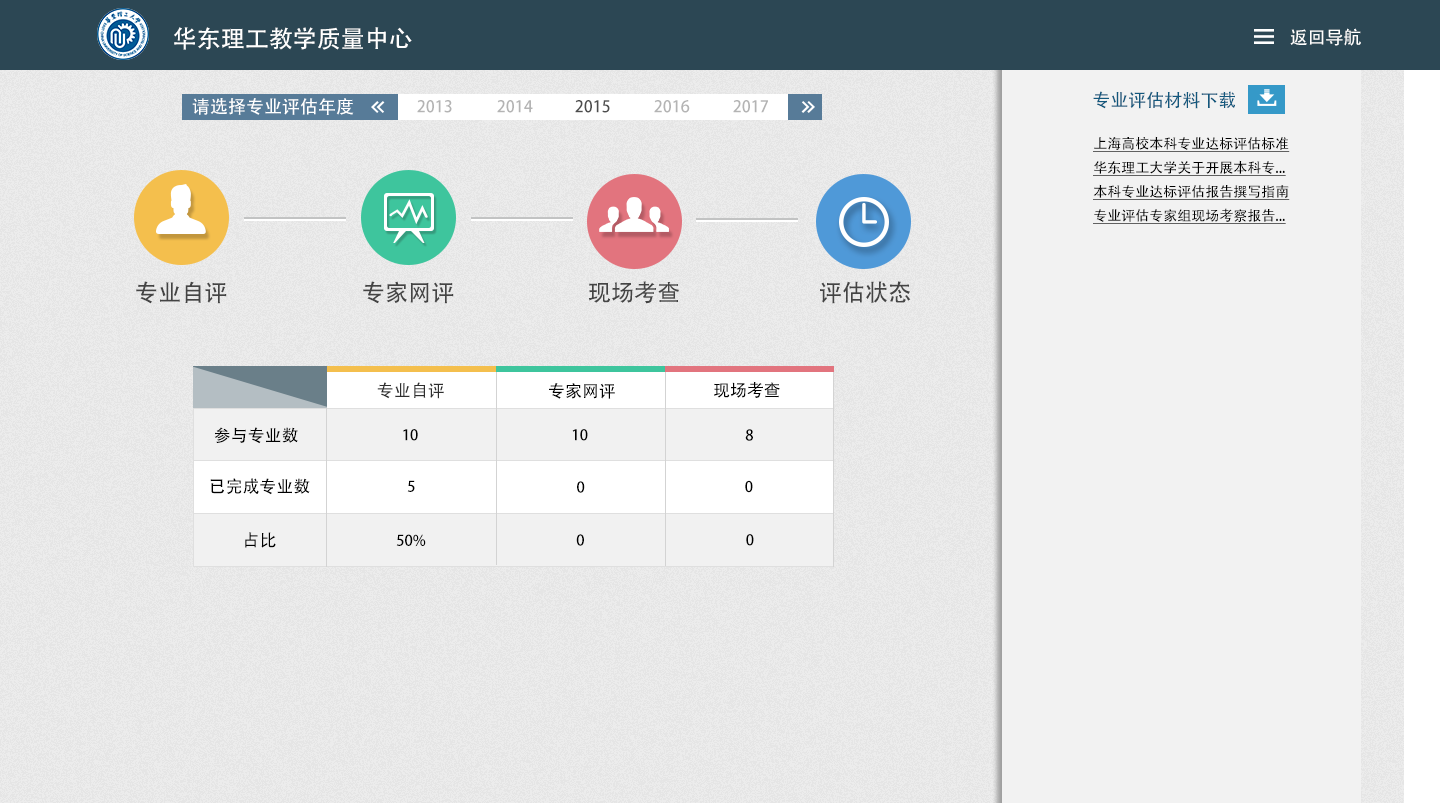 华东理工教学质量中心
返回导航
请选择专业评估年度 2013 2014 2015 2016 2017
专业自评 专家网评 现场考查 评估状态
专业自评 专家网评 现场考查
参与专业数 10 10 8
已完成专业数 5 0 0
占比 50% 0 0
专业评估材料下载
上海高校本科专业达标评估标准
华东理工大学关于开展本科专...
本科专业达标评估报告撰写指南
专业评估专家组现场考察报告...